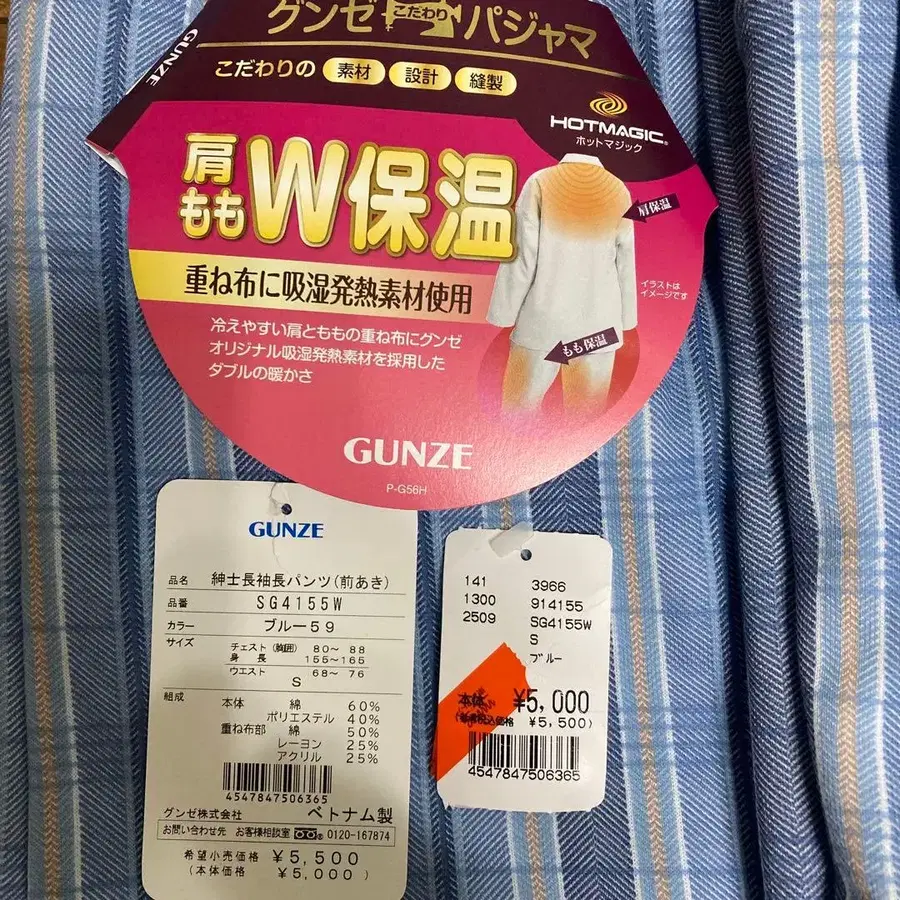 GUNZE
グンゼ こだわり パジャマ
こだわりの 素材 設計 縫製
HOTMAGIC®
ホットマジック
肩
もも W保温
肩保温
重ね布に吸湿発熱素材使用
イラストは
イメージです
冷えやすい肩とももの重ね布にグンゼ
オリジナル吸湿発熱素材を採用した
ダブルの暖かさ
もも保温
GUNZE
P-G56H
GUNZE
品名 紳士長袖長パンツ(前あき)
品番 SG4155W
カラー ブルー59
サイズ チェスト(胸囲) 80～ 88
身長 155～165
ウエスト 68～ 76
S
組成 本体 綿 60%
ポリエステル 40%
重ね布部 綿 50%
レーヨン 25%
アクリル 25%
4547847506365
グンゼ株式会社 ベトナム製
お問い合わせ先 お客様相談室 0120-167874
希望小売価格 ¥5,500
(本体価格 ¥5,000)
141 3966
1300 914155
2509 SG4155W
S
ブルー
本体 ¥5,000
税込価格 ¥5,500)
4547847506365